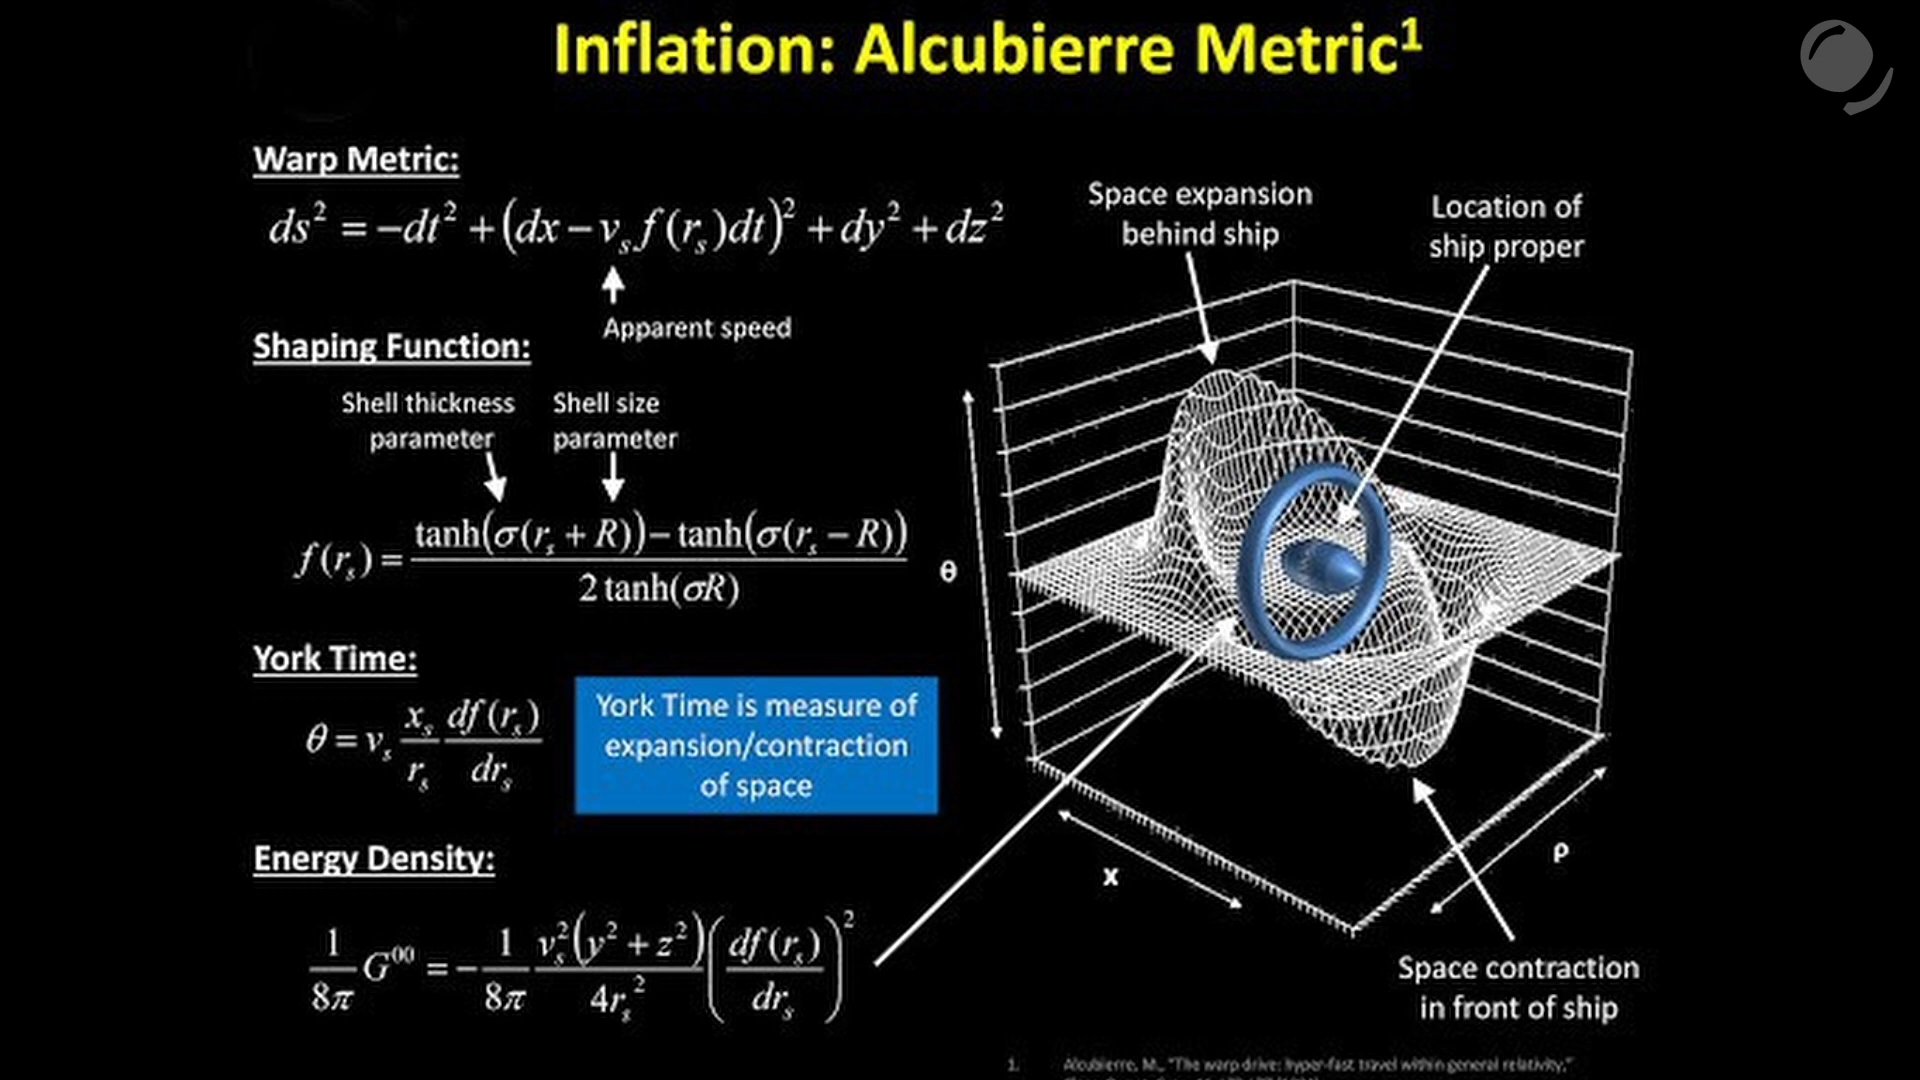 Inflation: Alcubierre Metric¹
Warp Metric:
ds² = −dt² + (dx − vₛ f(rₛ)dt)² + dy² + dz²
Apparent speed
Shaping Function:
Shell thickness
parameter
Shell size
parameter
f(rₛ) = (tanh(σ(rₛ + R)) − tanh(σ(rₛ − R))) / (2 tanh(σR))
York Time:
θ = vₛ (xₛ / rₛ) (df(rₛ) / drₛ)
York Time is measure of
expansion/contraction
of space
Energy Density:
(1 / 8π) G⁰⁰ = −(1 / 8π) (vₛ²(y² + z²) / 4rₛ²) (df(rₛ) / drₛ)²
Space expansion
behind ship
Location of
ship proper
θ
x
ρ
Space contraction
in front of ship
1. Alcubierre, M., "The warp drive: hyper-fast travel within general relativity,"